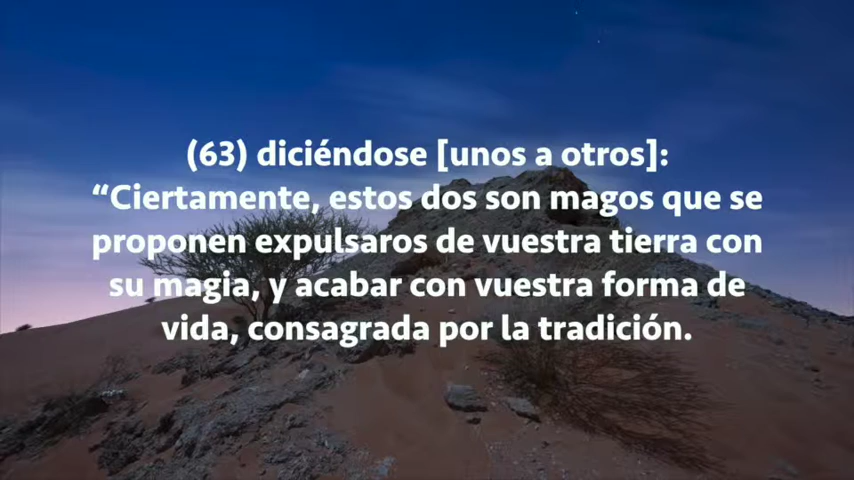 (63) diciéndose [unos a otros]:
“Ciertamente, estos dos son magos que se
proponen expulsaros de vuestra tierra con
su magia, y acabar con vuestra forma de
vida, consagrada por la tradición.